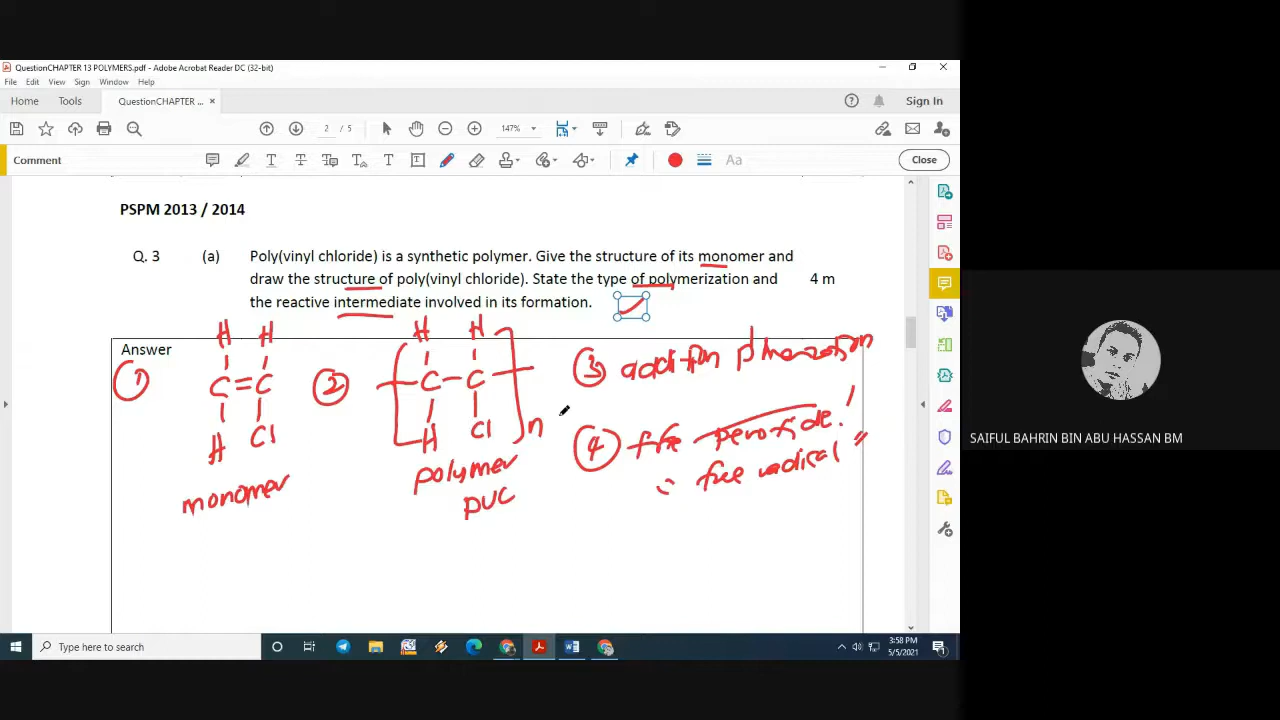 QuestionCHAPTER 13 POLYMERS.pdf - Adobe Acrobat Reader DC (32-bit)
File Edit View Sign Window Help
Home Tools QuestionCHAPTER ... × Sign In
2 / 5 147%
Comment Close
PSPM 2013 / 2014
Q. 3 (a) Poly(vinyl chloride) is a synthetic polymer. Give the structure of its monomer and
draw the structure of poly(vinyl chloride). State the type of polymerization and 4 m
the reactive intermediate involved in its formation.
Answer
① H H
C = C
H Cl
monomer
② H H
C - C
H Cl n
polymer
PVC
③ addition
④ peroxide
" free radical "
SAIFUL BAHRIN BIN ABU HASSAN BM
Type here to search
3:58 PM
5/5/2021